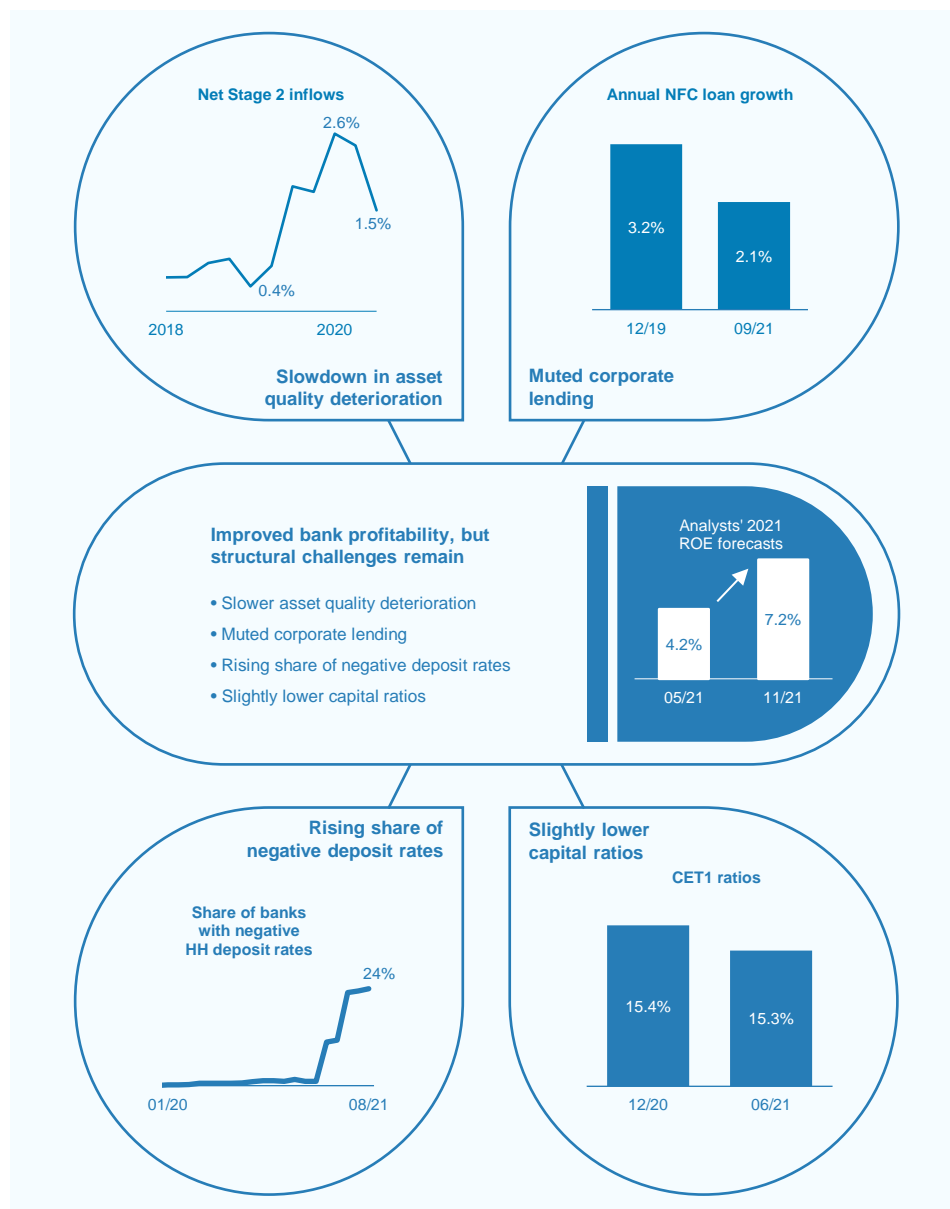 Net Stage 2 inflows
2.6%
1.5%
0.4%
2018 2020
Slowdown in asset
quality deterioration
Annual NFC loan growth
3.2%
2.1%
12/19 09/21
Muted corporate
lending
Improved bank profitability, but
structural challenges remain
• Slower asset quality deterioration
• Muted corporate lending
• Rising share of negative deposit rates
• Slightly lower capital ratios
Analysts' 2021
ROE forecasts
4.2%
7.2%
05/21 11/21
Rising share of
negative deposit rates
Share of banks
with negative
HH deposit rates
24%
01/20 08/21
Slightly lower
capital ratios
CET1 ratios
15.4%
15.3%
12/20 06/21